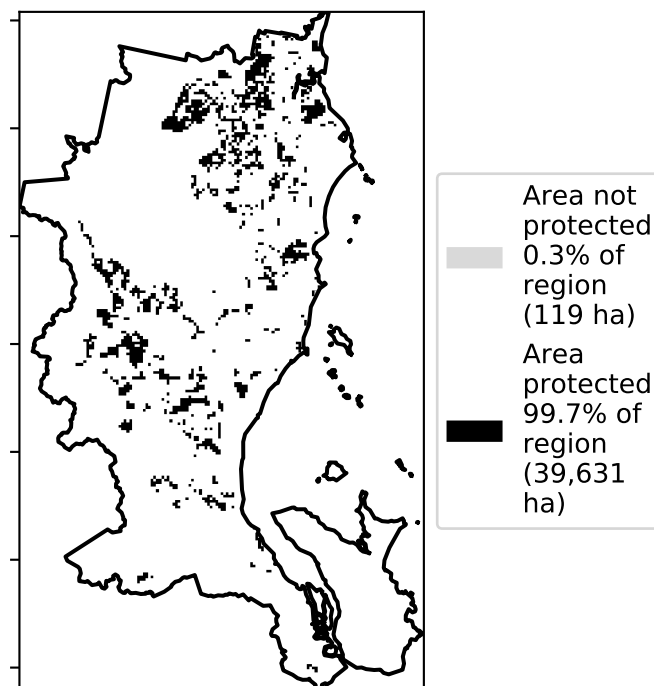 Area not
protected
0.3% of
region
(119 ha)
Area
protected
99.7% of
region
(39,631
ha)